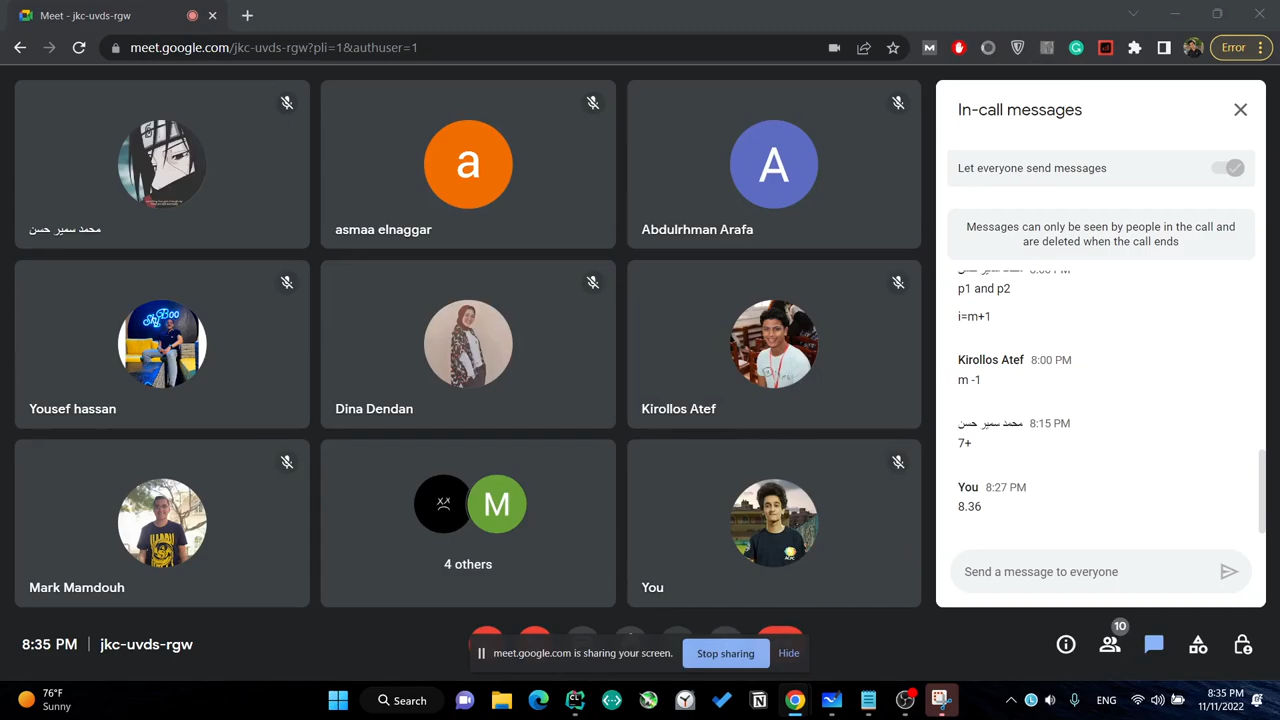 Meet - jkc-uvds-rgw
meet.google.com/jkc-uvds-rgw?pli=1&authuser=1
Error
محمد سمير حسن
a
asmaa elnaggar
A
Abdulrhman Arafa
Yousef hassan
Dina Dendan
Kirollos Atef
Mark Mamdouh
M
4 others
You
In-call messages
Let everyone send messages
Messages can only be seen by people in the call and
are deleted when the call ends
p1 and p2
i=m+1
Kirollos Atef 8:00 PM
m -1
محمد سمير حسن 8:15 PM
7+
You 8:27 PM
8.36
Send a message to everyone
8:35 PM | jkc-uvds-rgw
meet.google.com is sharing your screen.
Stop sharing
Hide
10
76°F
Sunny
Search
ENG
8:35 PM
11/11/2022